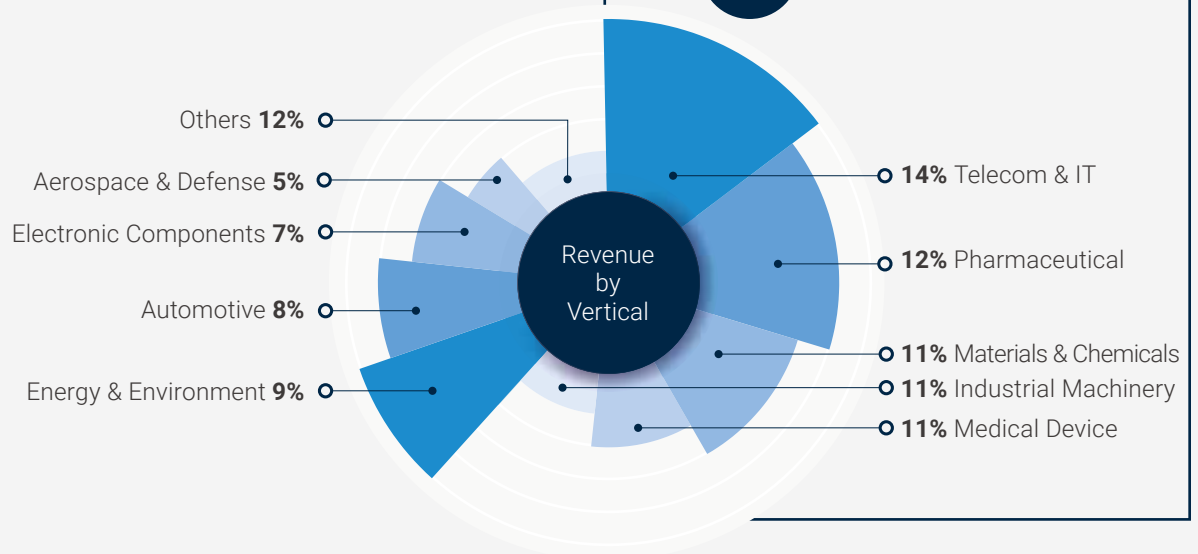 Others 12%
Aerospace & Defense 5%
Electronic Components 7%
Automotive 8%
Energy & Environment 9%
Revenue
by
Vertical
14% Telecom & IT
12% Pharmaceutical
11% Materials & Chemicals
11% Industrial Machinery
11% Medical Device